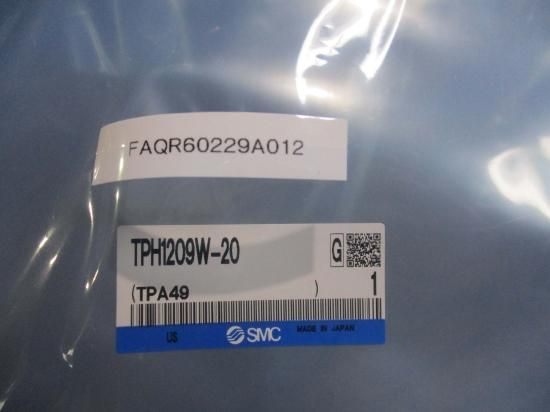 FAQR60229A012
TPH1209W-20
G
(TPA49 )
1
US
SMC
MADE IN JAPAN